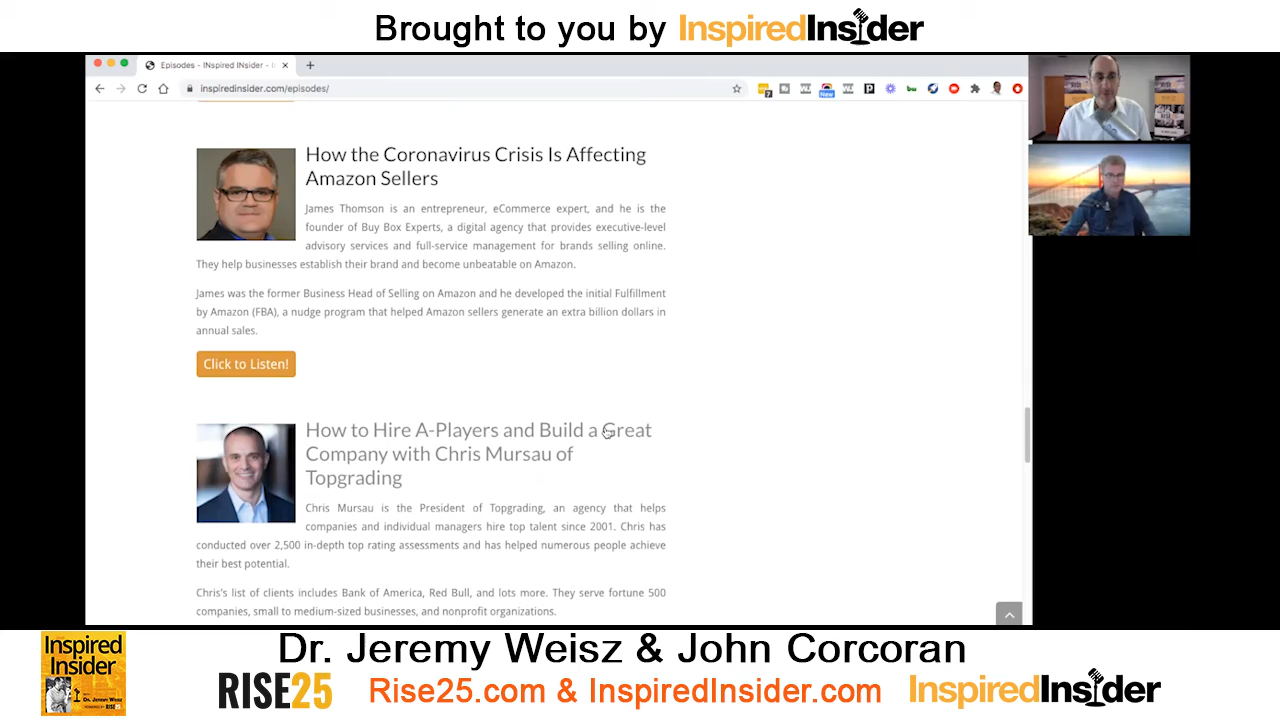 Brought to you by InspiredInsider
Episodes - INspired INsider - I
inspiredinsider.com/episodes/
How the Coronavirus Crisis Is Affecting
Amazon Sellers
James Thomson is an entrepreneur, eCommerce expert, and he is the
founder of Buy Box Experts, a digital agency that provides executive-level
advisory services and full-service management for brands selling online.
They help businesses establish their brand and become unbeatable on Amazon.
James was the former Business Head of Selling on Amazon and he developed the initial Fulfillment
by Amazon (FBA), a nudge program that helped Amazon sellers generate an extra billion dollars in
annual sales.
Click to Listen!
How to Hire A-Players and Build a Great
Company with Chris Mursau of
Topgrading
Chris Mursau is the President of Topgrading, an agency that helps
companies and individual managers hire top talent since 2001. Chris has
conducted over 2,500 in-depth top rating assessments and has helped numerous people achieve
their best potential.
Chris's list of clients includes Bank of America, Red Bull, and lots more. They serve fortune 500
companies, small to medium-sized businesses, and nonprofit organizations.
Inspired
Insider
Dr. Jeremy Weisz & John Corcoran
RISE25
Rise25.com & InspiredInsider.com
InspiredInsider